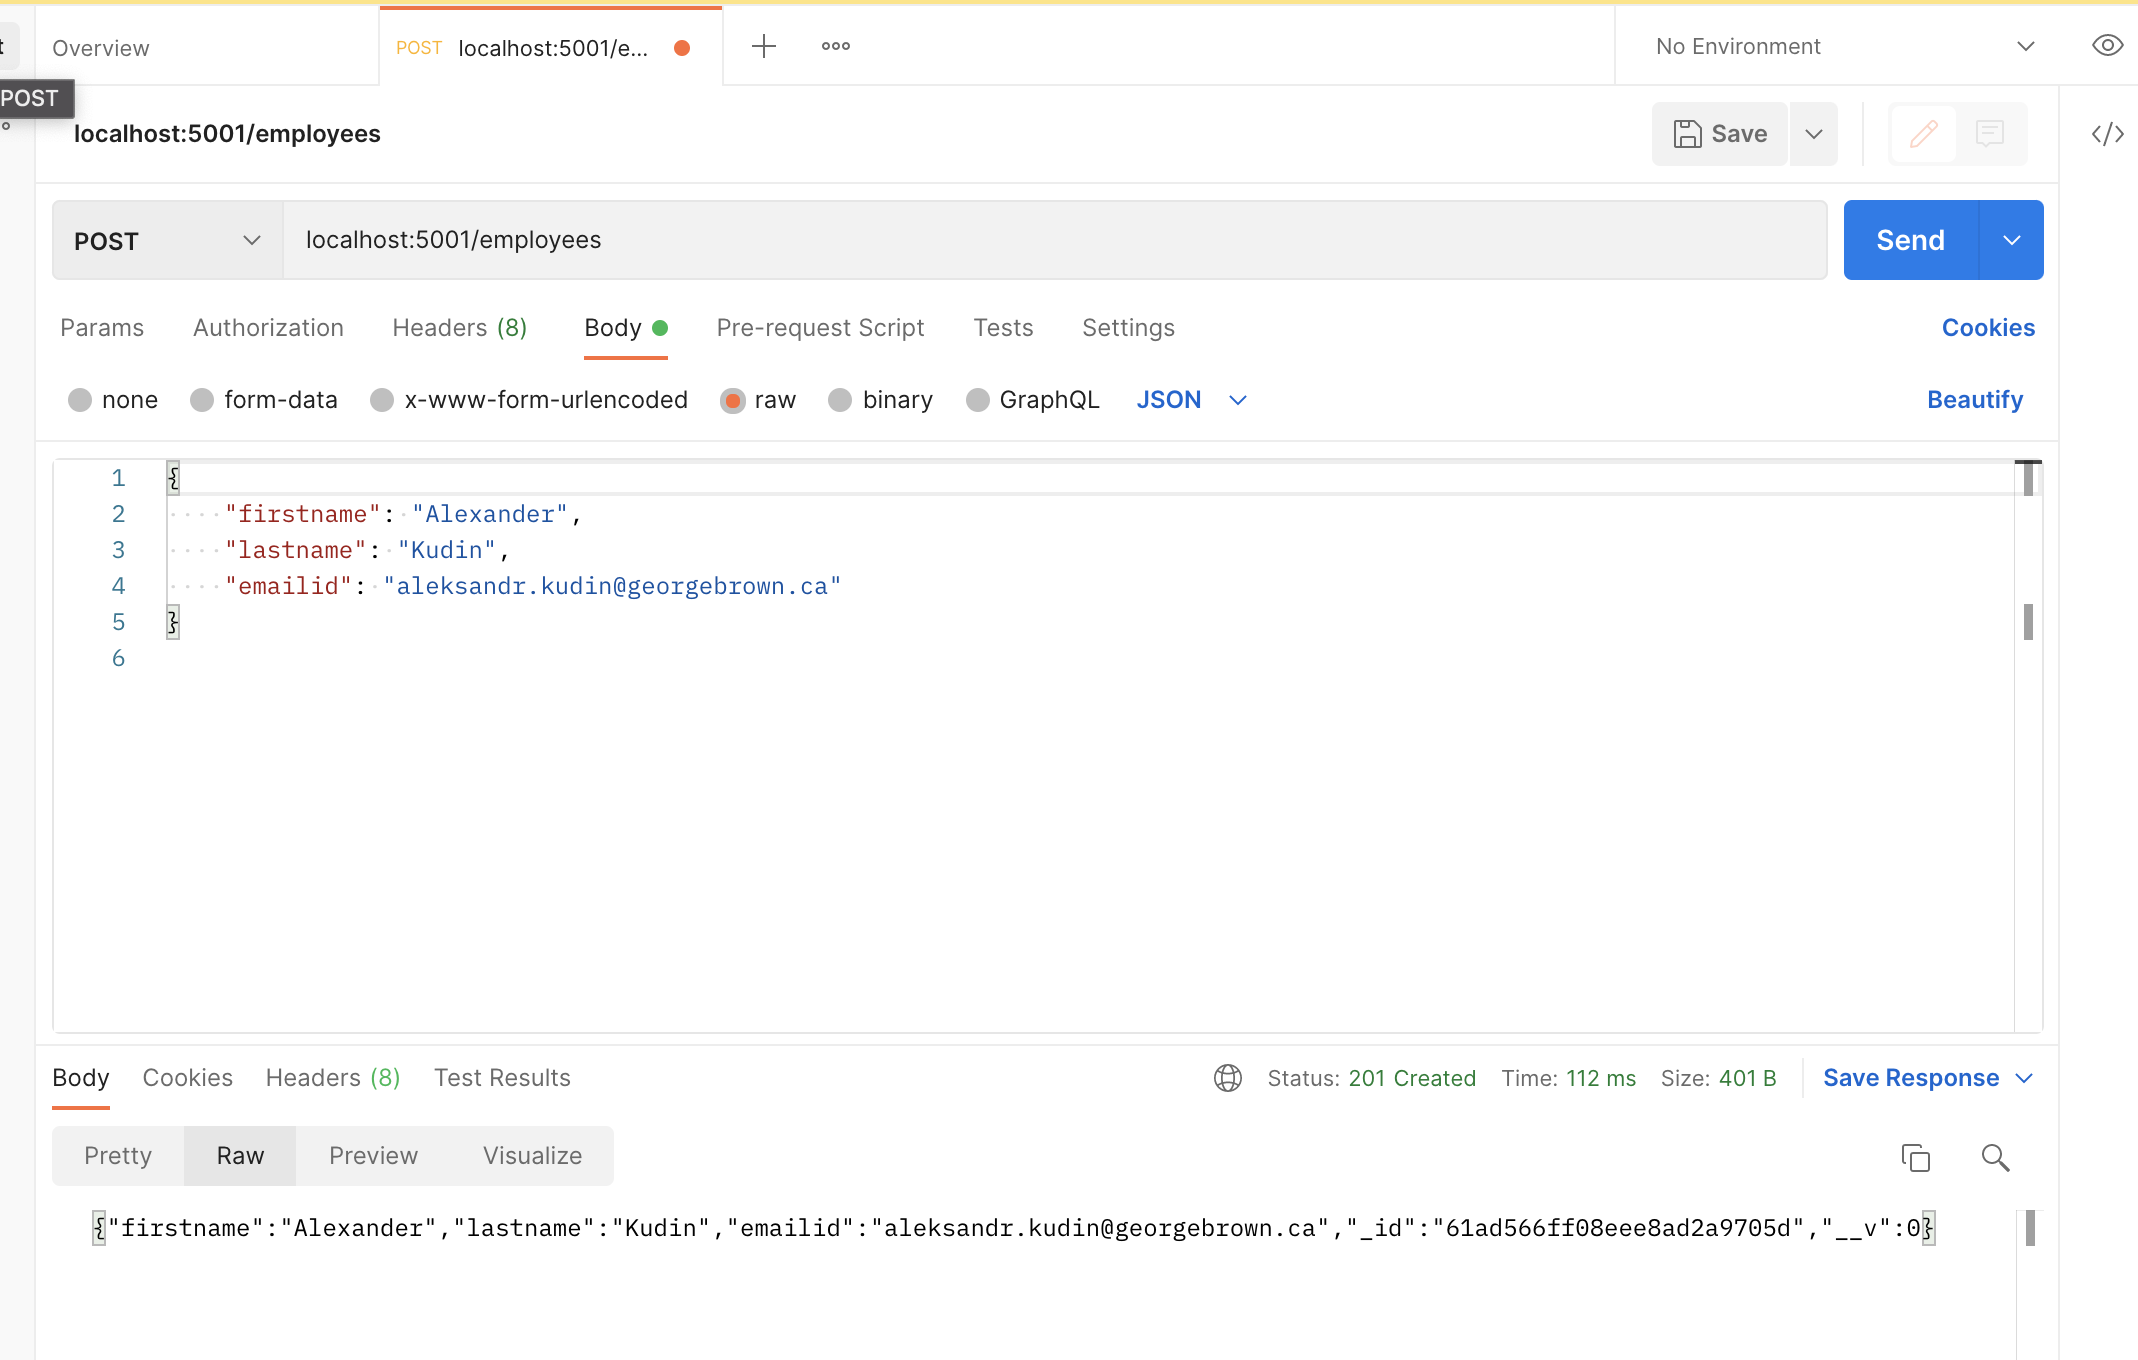 t
Overview
POST localhost:5001/e...
No Environment
POST
localhost:5001/employees
Save
POST
localhost:5001/employees
Send
Params Authorization Headers (8) Body Pre-request Script Tests Settings Cookies
none form-data x-www-form-urlencoded raw binary GraphQL JSON Beautify
1 {
2 "firstname": "Alexander",
3 "lastname": "Kudin",
4 "emailid": "aleksandr.kudin@georgebrown.ca"
5 }
6
Body Cookies Headers (8) Test Results Status: 201 Created Time: 112 ms Size: 401 B Save Response
Pretty Raw Preview Visualize
{"firstname":"Alexander","lastname":"Kudin","emailid":"aleksandr.kudin@georgebrown.ca","_id":"61ad566ff08eee8ad2a9705d","__v":0}